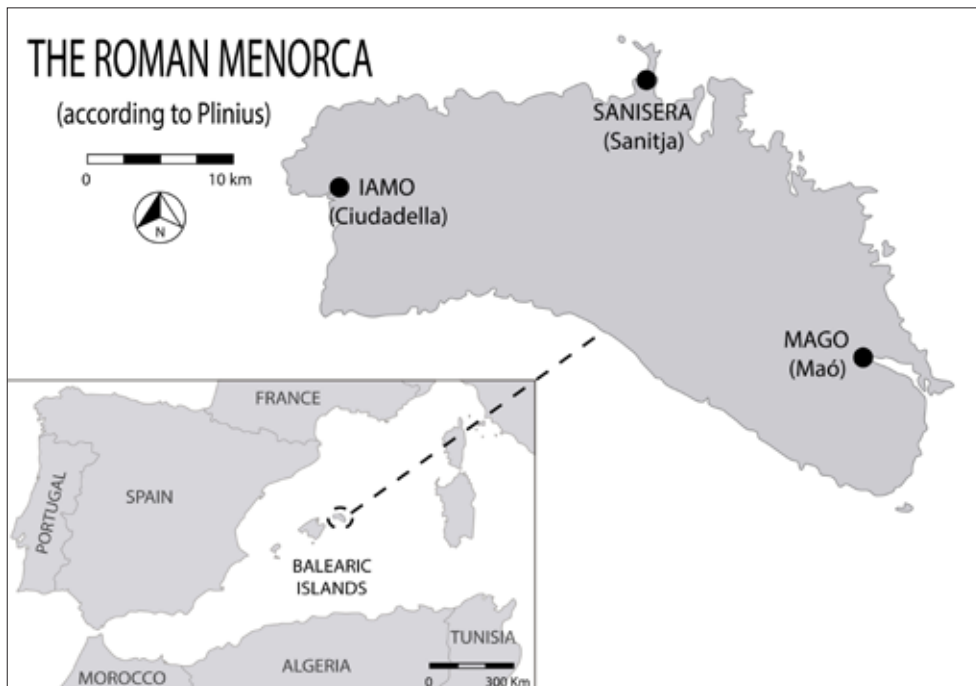 THE ROMAN MENORCA
(according to Plinius)
0 10 km
N
SANISERA
(Sanitja)
IAMO
(Ciudadella)
MAGO
(Maó)
FRANCE
PORTUGAL
SPAIN
BALEARIC
ISLANDS
TUNISIA
ALGERIA
MOROCCO
0 300 Km